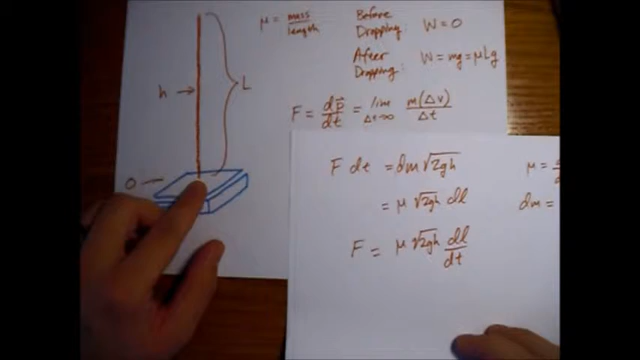 h →
L
O —
μ = mass / length
Before Dropping: W = 0
After Dropping: W = mg = μLg
F = dp⃗/dt = lim Δt→0 m(Δv)/Δt
F dt = dm √2gh
= μ √2gh dl
F = μ √2gh dl/dt
μ =
dm =